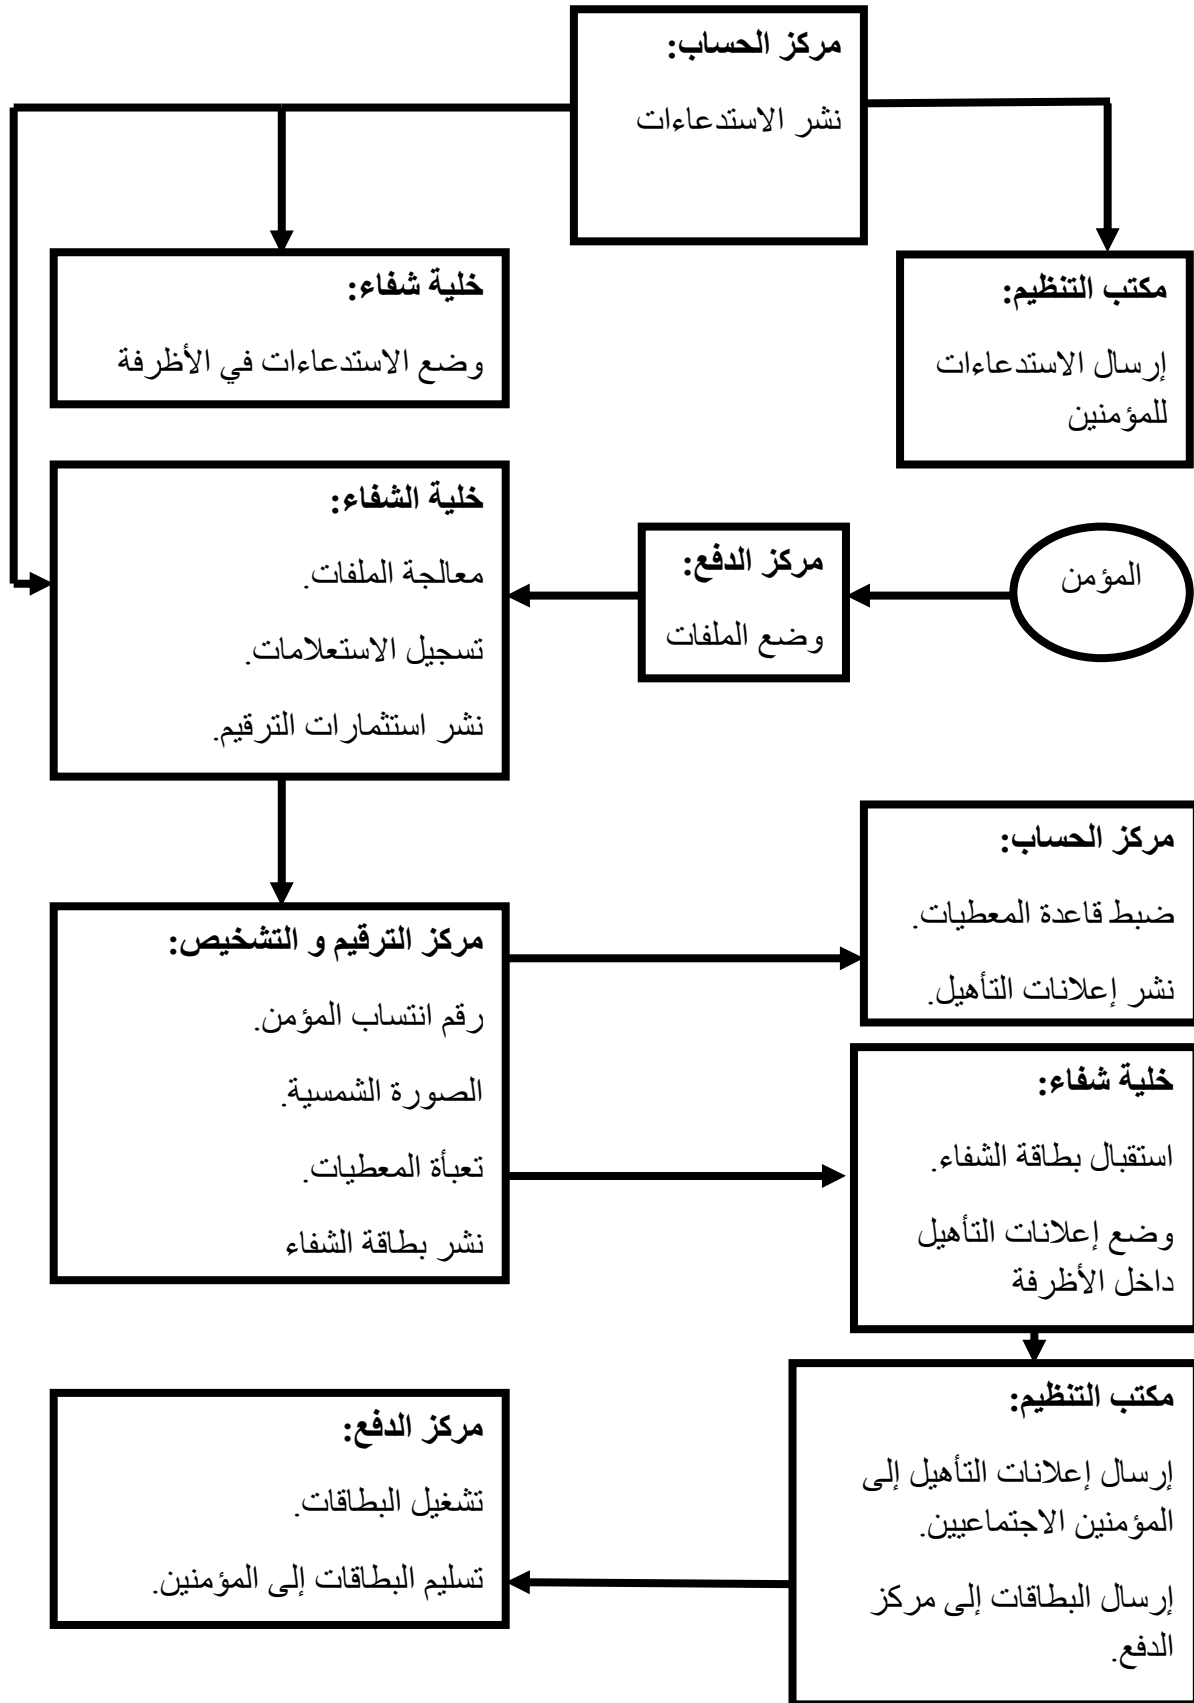 مركز الحساب:
نشر الاستدعاءات
مكتب التنظيم:
إرسال الاستدعاءات
للمؤمنين
خلية شفاء:
وضع الاستدعاءات في الأظرفة
المؤمن
مركز الدفع:
وضع الملفات
خلية الشفاء:
معالجة الملفات.
تسجيل الاستعلامات.
نشر استثمارات الترقيم.
مركز الترقيم و التشخيص:
رقم انتساب المؤمن.
الصورة الشمسية.
تعبأة المعطيات.
نشر بطاقة الشفاء
مركز الحساب:
ضبط قاعدة المعطيات.
نشر إعلانات التأهيل.
خلية شفاء:
استقبال بطاقة الشفاء.
وضع إعلانات التأهيل
داخل الأظرفة
مكتب التنظيم:
إرسال إعلانات التأهيل إلى
المؤمنين الاجتماعيين.
إرسال البطاقات إلى مركز
الدفع.
مركز الدفع:
تشغيل البطاقات.
تسليم البطاقات إلى المؤمنين.